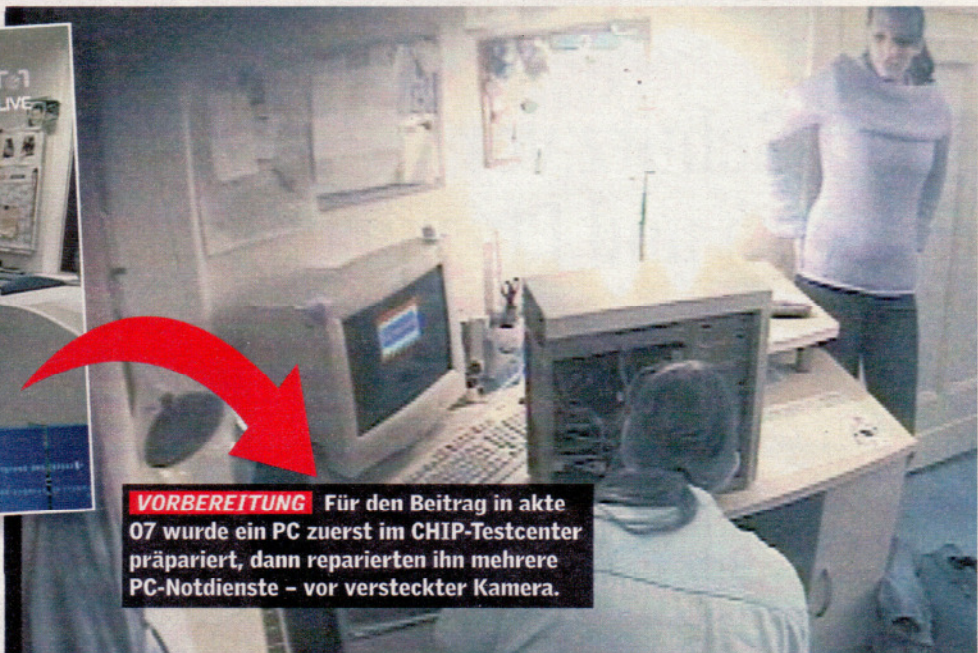 LIVE
VORBEREITUNG Für den Beitrag in akte
07 wurde ein PC zuerst im CHIP-Testcenter
präpariert, dann reparierten ihn mehrere
PC-Notdienste – vor versteckter Kamera.